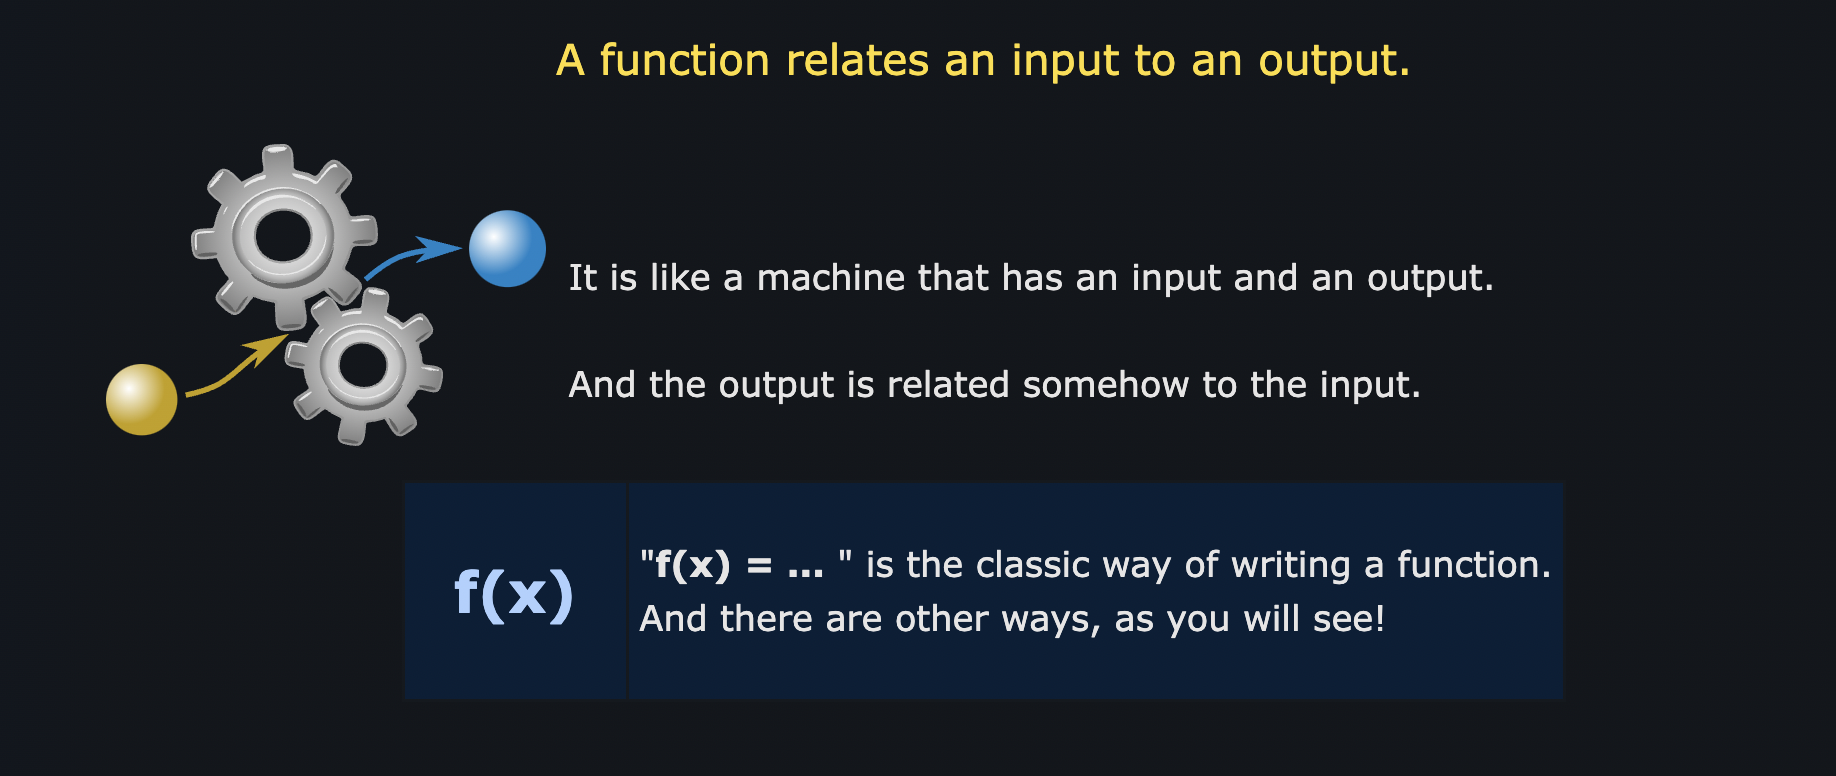 A function relates an input to an output.
It is like a machine that has an input and an output.
And the output is related somehow to the input.
f(x)
"f(x) = ... " is the classic way of writing a function.
And there are other ways, as you will see!